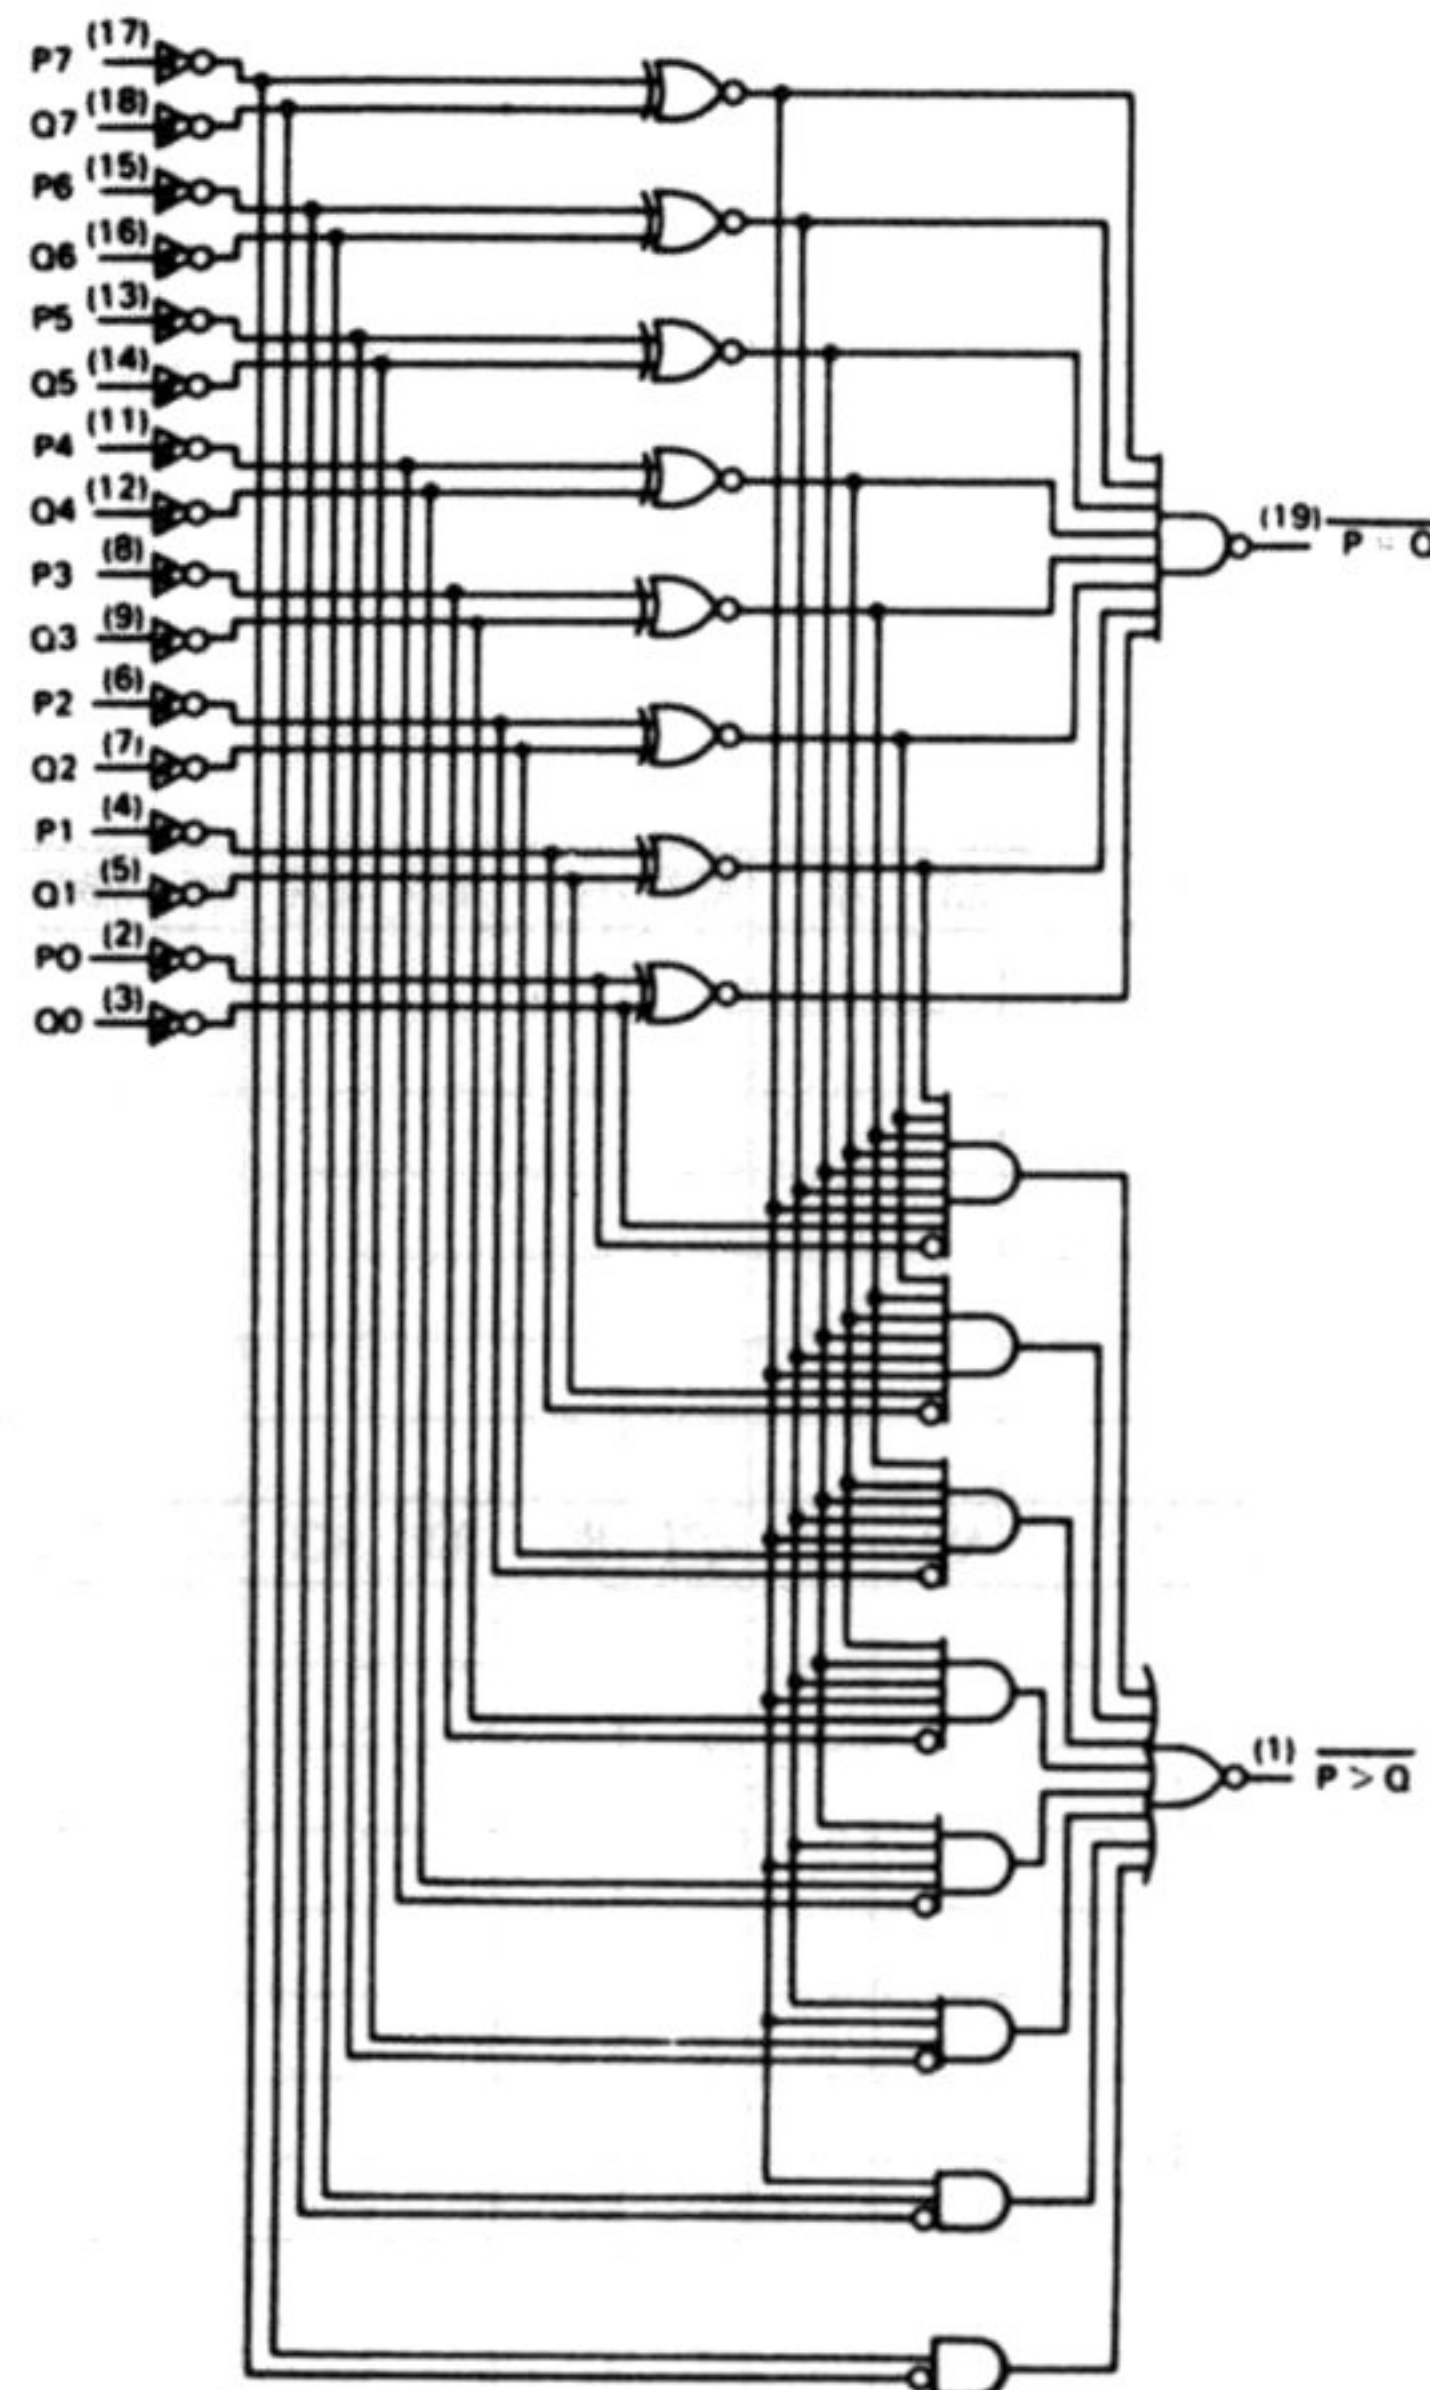 P7 (17)
Q7 (18)
P6 (15)
Q6 (16)
P5 (13)
Q5 (14)
P4 (11)
Q4 (12)
P3 (8)
Q3 (9)
P2 (6)
Q2 (7)
P1 (4)
Q1 (5)
P0 (2)
Q0 (3)
(19) P = Q
(1) P > Q